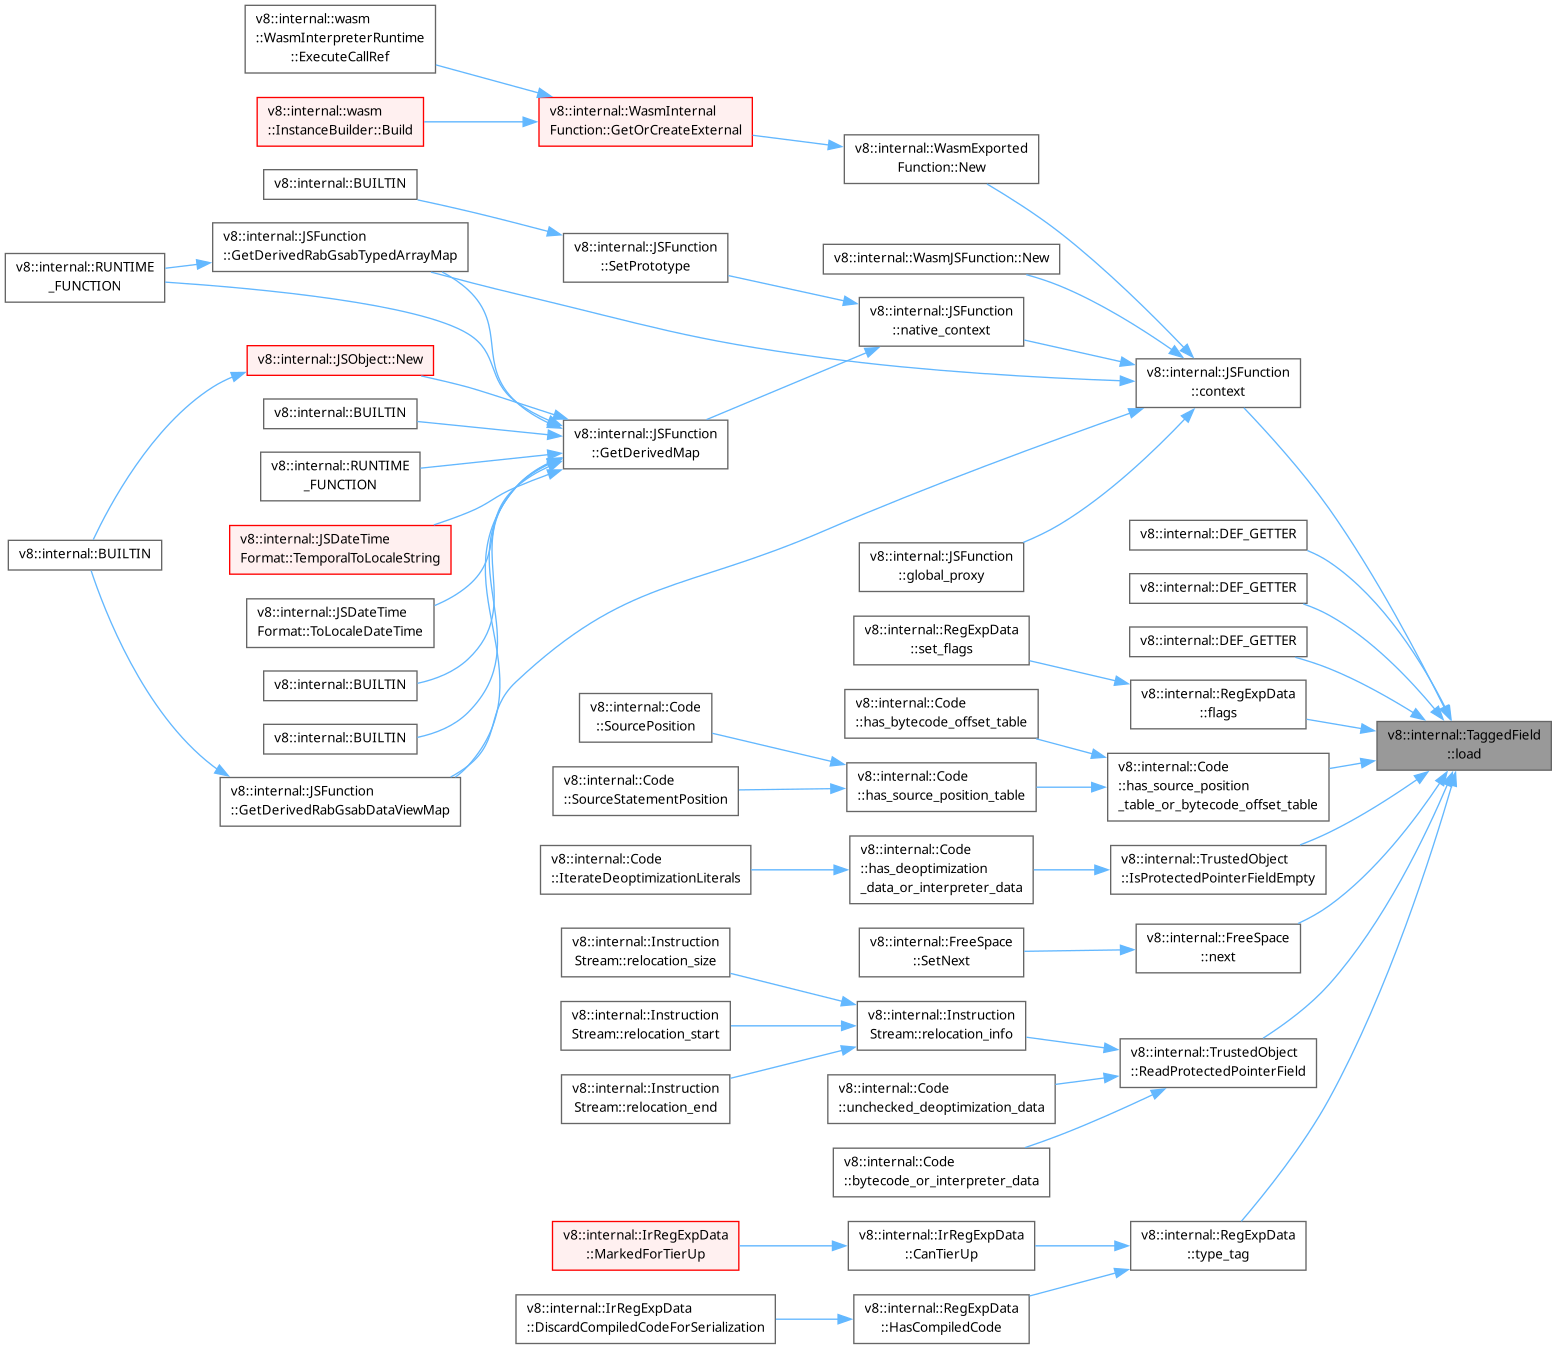 v8::internal::wasm
::WasmInterpreterRuntime
::ExecuteCallRef
v8::internal::wasm
::InstanceBuilder::Build
v8::internal::WasmInternal
Function::GetOrCreateExternal
v8::internal::WasmExported
Function::New
v8::internal::BUILTIN
v8::internal::JSFunction
::GetDerivedRabGsabTypedArrayMap
v8::internal::JSFunction
::SetPrototype
v8::internal::WasmJSFunction::New
v8::internal::RUNTIME
_FUNCTION
v8::internal::JSFunction
::native_context
v8::internal::JSObject::New
v8::internal::JSFunction
::context
v8::internal::BUILTIN
v8::internal::JSFunction
::GetDerivedMap
v8::internal::RUNTIME
_FUNCTION
v8::internal::JSDateTime
Format::TemporalToLocaleString
v8::internal::BUILTIN
v8::internal::JSFunction
::global_proxy
v8::internal::DEF_GETTER
v8::internal::DEF_GETTER
v8::internal::JSDateTime
Format::ToLocaleDateTime
v8::internal::RegExpData
::set_flags
v8::internal::DEF_GETTER
v8::internal::BUILTIN
v8::internal::RegExpData
::flags
v8::internal::Code
::SourcePosition
v8::internal::Code
::has_bytecode_offset_table
v8::internal::BUILTIN
v8::internal::TaggedField
::load
v8::internal::JSFunction
::GetDerivedRabGsabDataViewMap
v8::internal::Code
::SourceStatementPosition
v8::internal::Code
::has_source_position_table
v8::internal::Code
::has_source_position
_table_or_bytecode_offset_table
v8::internal::Code
::IterateDeoptimizationLiterals
v8::internal::Code
::has_deoptimization
_data_or_interpreter_data
v8::internal::TrustedObject
::IsProtectedPointerFieldEmpty
v8::internal::Instruction
Stream::relocation_size
v8::internal::FreeSpace
::SetNext
v8::internal::FreeSpace
::next
v8::internal::Instruction
Stream::relocation_start
v8::internal::Instruction
Stream::relocation_info
v8::internal::TrustedObject
::ReadProtectedPointerField
v8::internal::Instruction
Stream::relocation_end
v8::internal::Code
::unchecked_deoptimization_data
v8::internal::Code
::bytecode_or_interpreter_data
v8::internal::IrRegExpData
::MarkedForTierUp
v8::internal::IrRegExpData
::CanTierUp
v8::internal::RegExpData
::type_tag
v8::internal::IrRegExpData
::DiscardCompiledCodeForSerialization
v8::internal::RegExpData
::HasCompiledCode